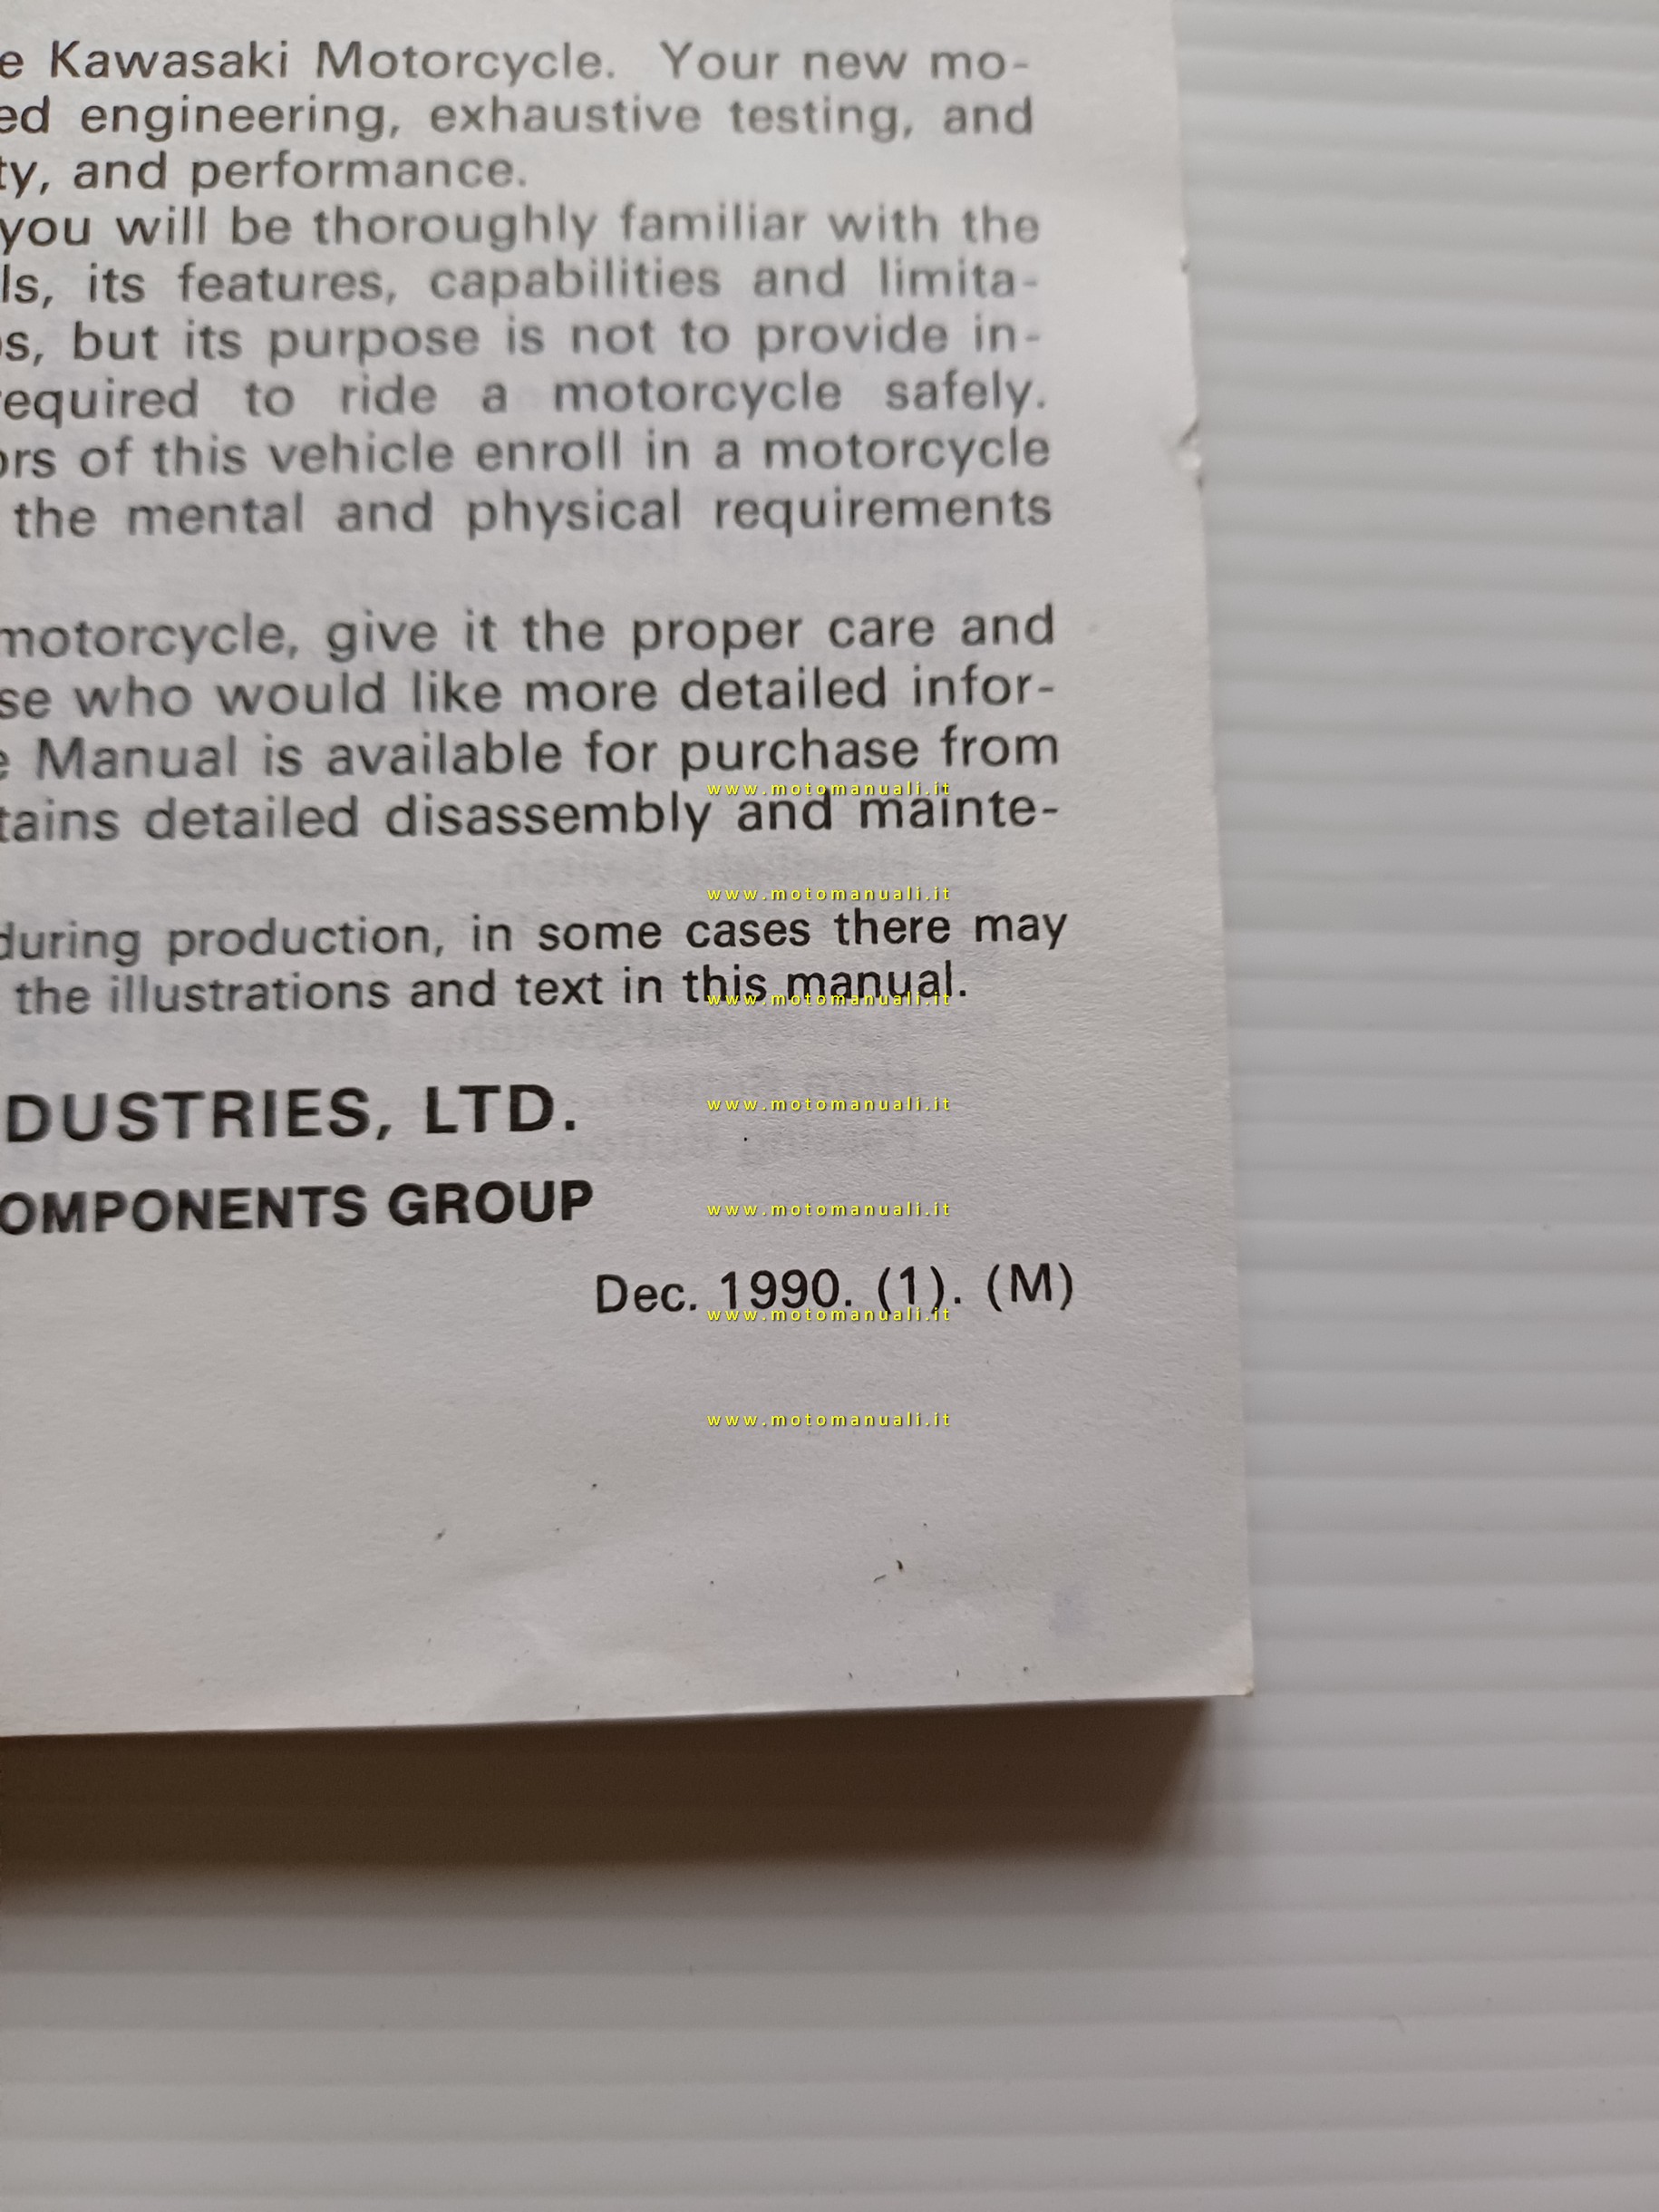 e Kawasaki Motorcycle. Your new mo-
ed engineering, exhaustive testing, and
ty, and performance.
you will be thoroughly familiar with the
ls, its features, capabilities and limita-
s, but its purpose is not to provide in-
equired to ride a motorcycle safely.
ors of this vehicle enroll in a motorcycle
the mental and physical requirements
motorcycle, give it the proper care and
se who would like more detailed infor-
e Manual is available for purchase from
www.motomanuali.it
tains detailed disassembly and mainte-
www.motomanuali.it
during production, in some cases there may
the illustrations and text in this manual.
www.motomanuali.it
DUSTRIES, LTD.
www.motomanuali.it
OMPONENTS GROUP
www.motomanuali.it
Dec. 1990. (1). (M)
www.motomanuali.it
www.motomanuali.it